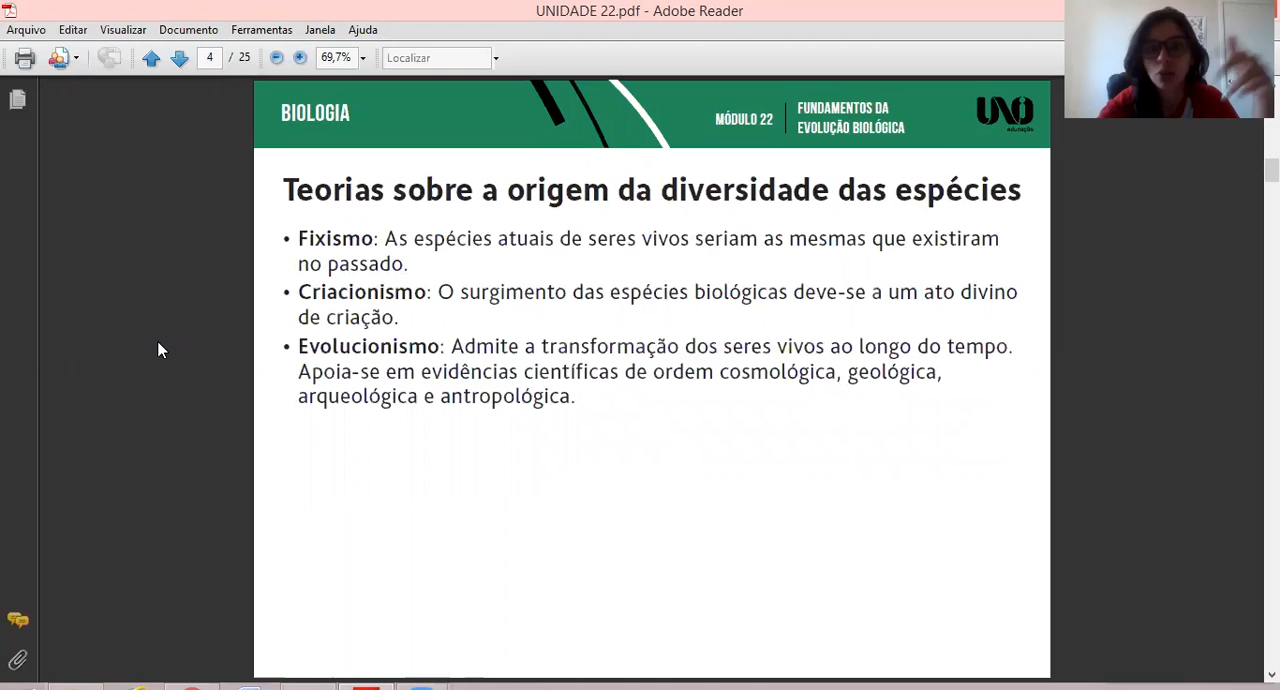 UNIDADE 22.pdf - Adobe Reader
Arquivo Editar Visualizar Documento Ferramentas Janela Ajuda
4 / 25 69,7% Localizar
BIOLOGIA
MÓDULO 22
FUNDAMENTOS DA
EVOLUÇÃO BIOLÓGICA
UNOi
educação
Teorias sobre a origem da diversidade das espécies
• Fixismo: As espécies atuais de seres vivos seriam as mesmas que existiram
no passado.
• Criacionismo: O surgimento das espécies biológicas deve-se a um ato divino
de criação.
• Evolucionismo: Admite a transformação dos seres vivos ao longo do tempo.
Apoia-se em evidências científicas de ordem cosmológica, geológica,
arqueológica e antropológica.